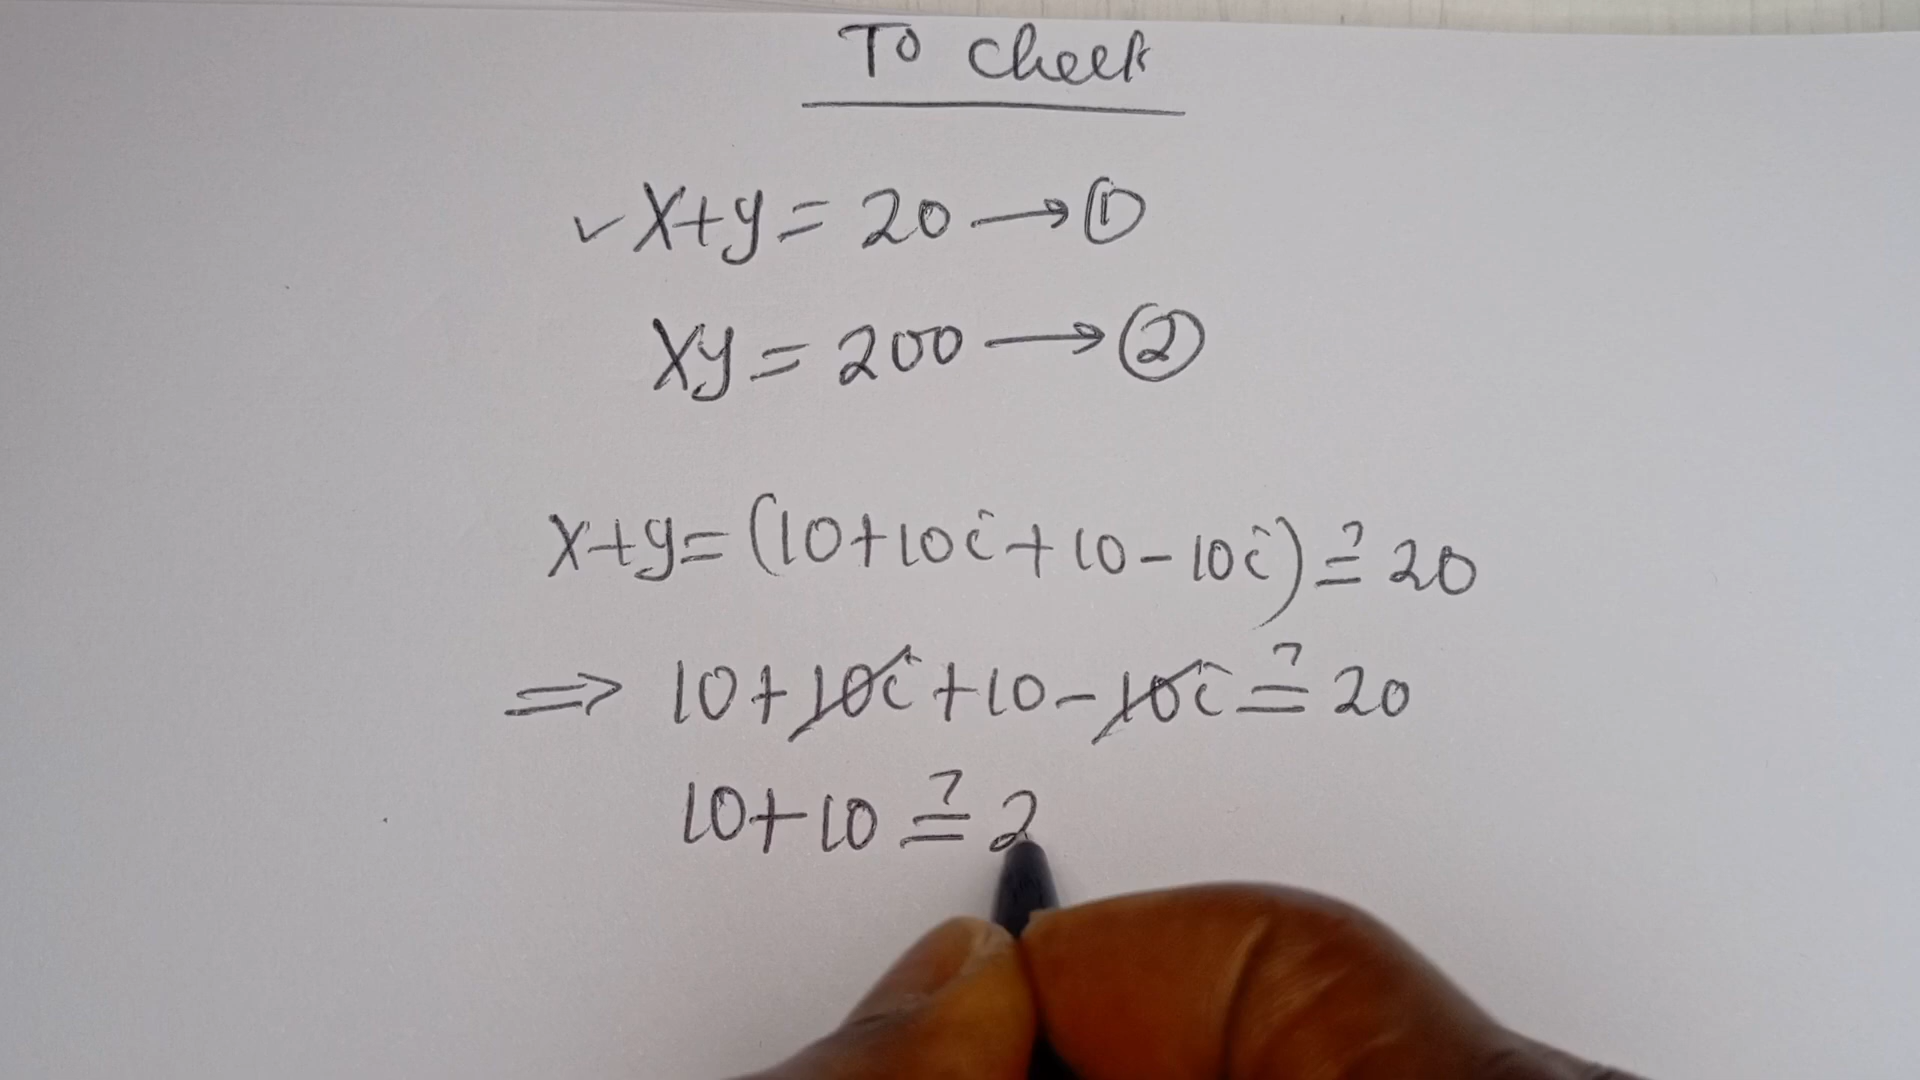 To check
✓ x+y = 20 → ①
xy = 200 → ②
x+y = (10+10i+10-10i) ≟ 20
⇒ 10+10i+10-10i ≟ 20
10+10 ≟ 2